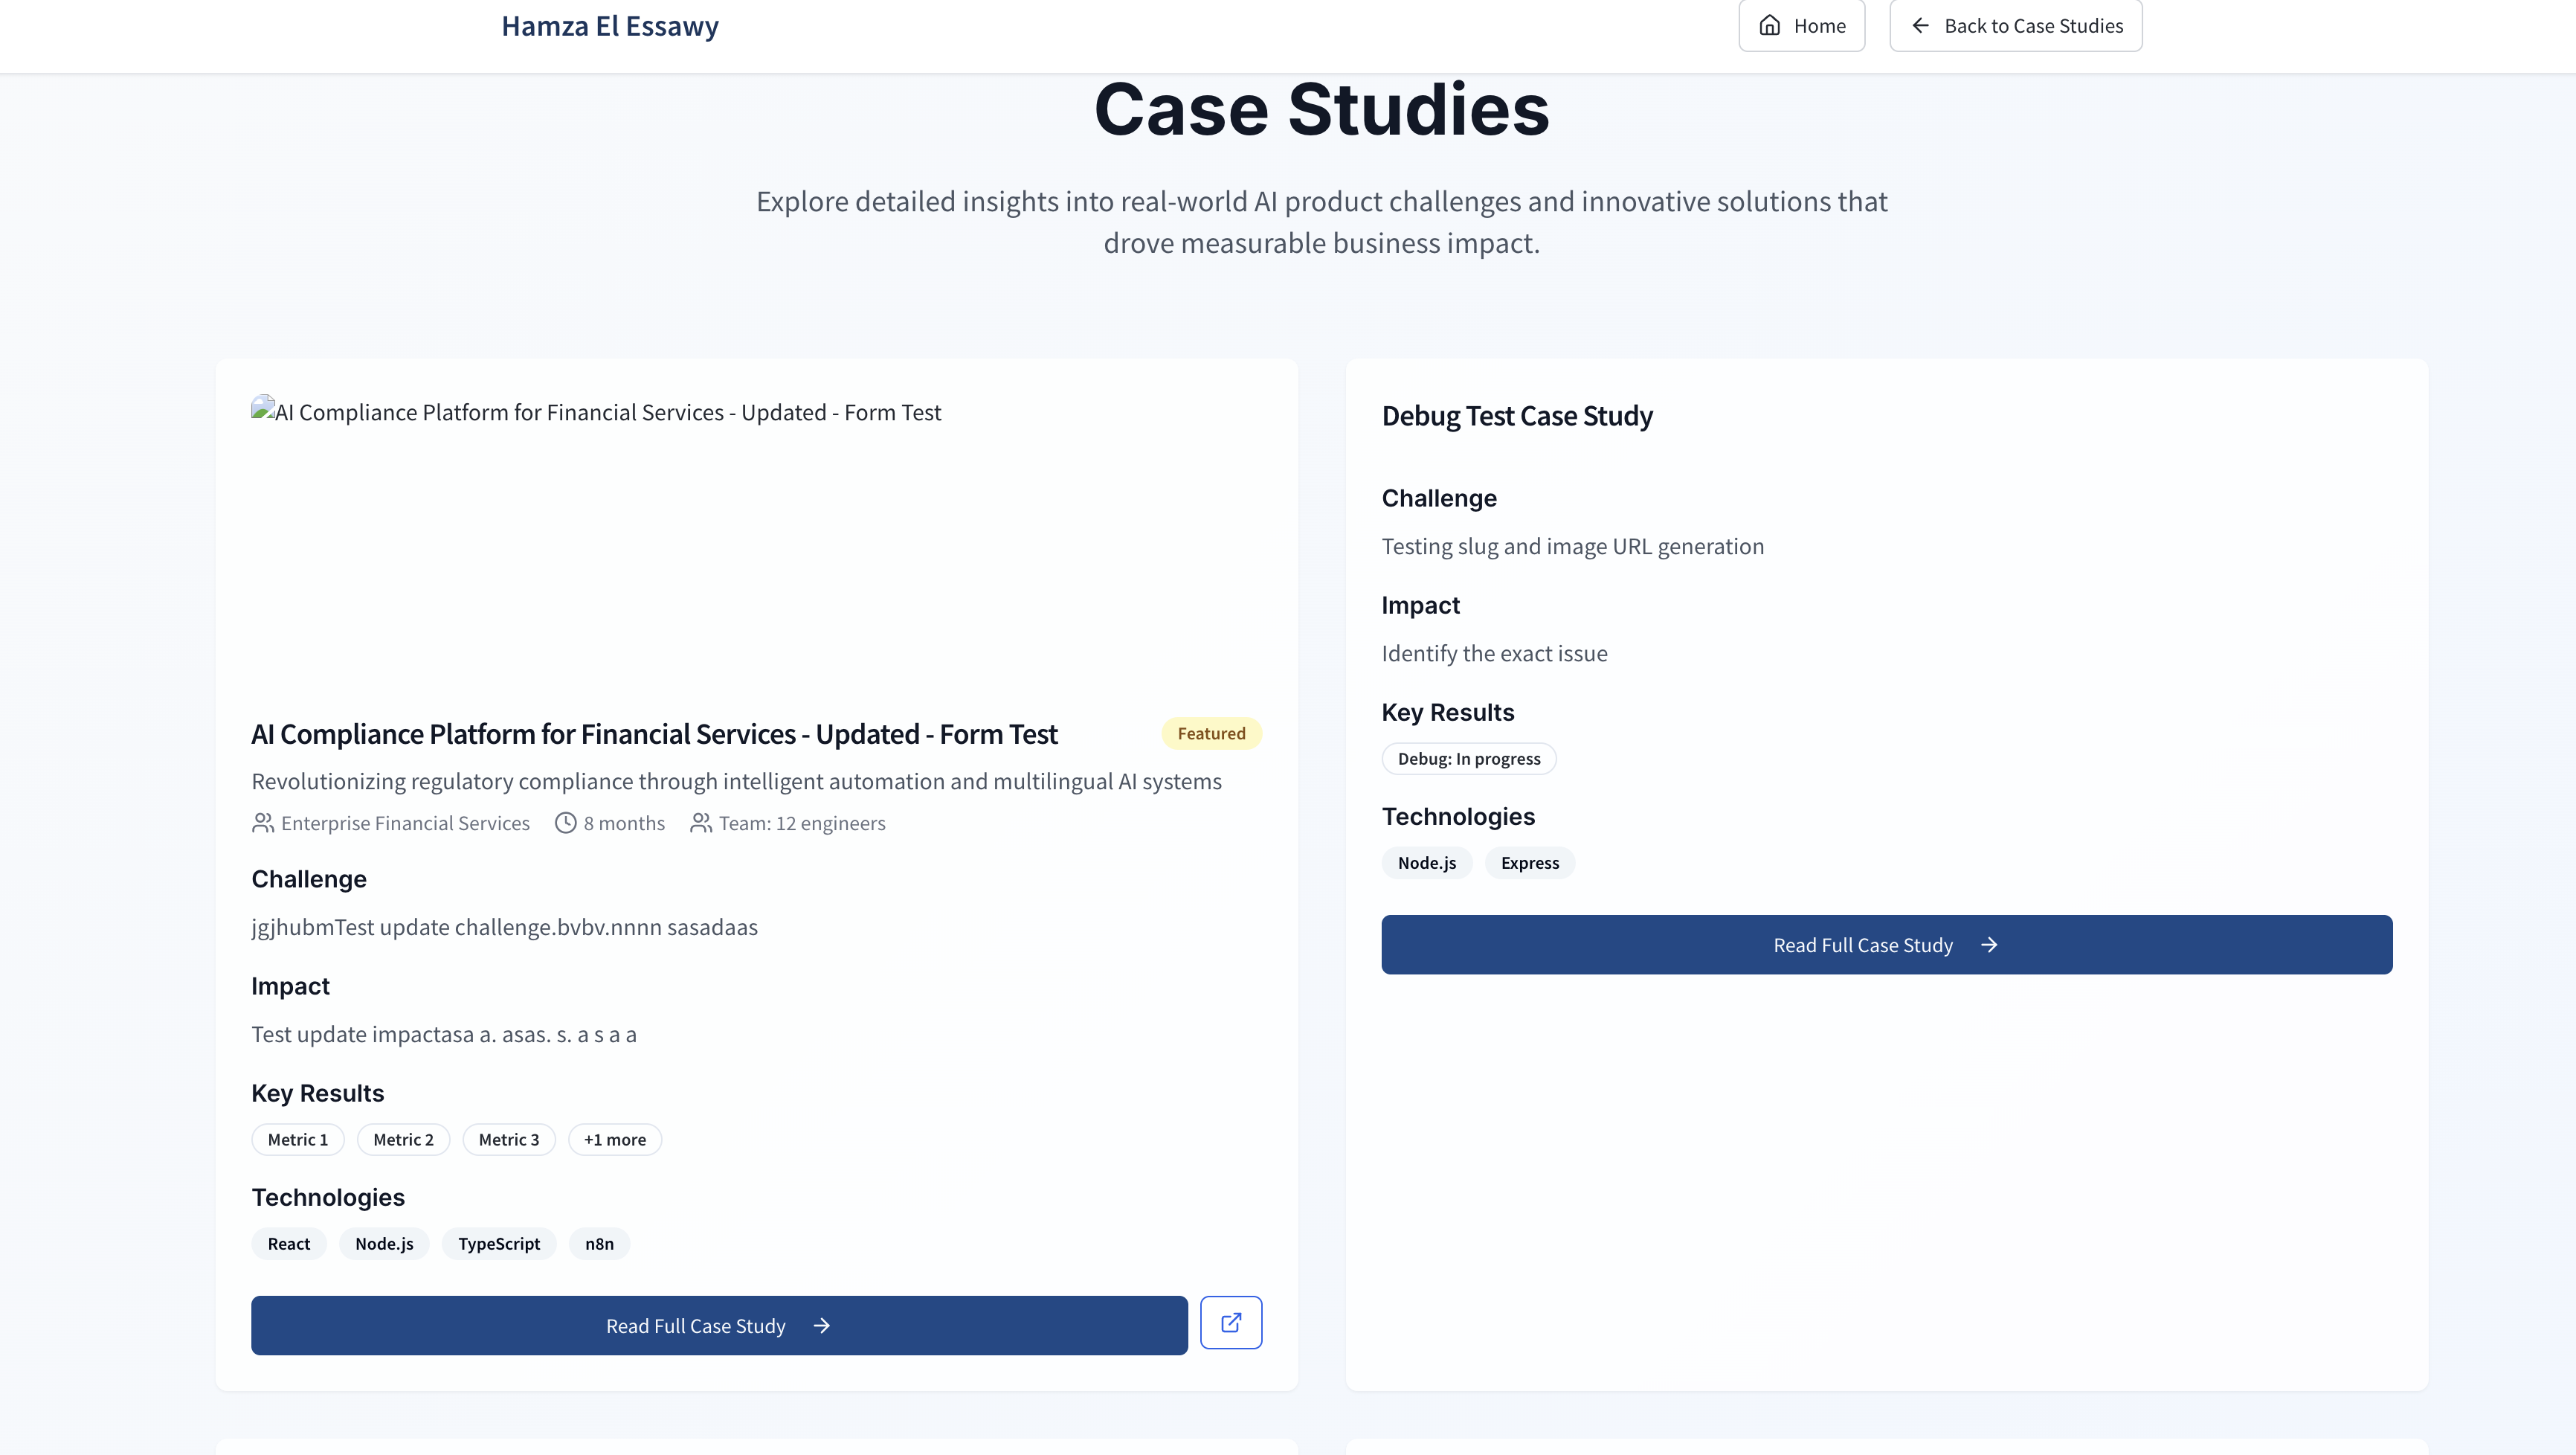 Hamza El Essawy
Home
Back to Case Studies
Case Studies
Explore detailed insights into real-world AI product challenges and innovative solutions that
drove measurable business impact.
AI Compliance Platform for Financial Services - Updated - Form Test
AI Compliance Platform for Financial Services - Updated - Form Test
Featured
Revolutionizing regulatory compliance through intelligent automation and multilingual AI systems
Enterprise Financial Services
8 months
Team: 12 engineers
Challenge
jgjhubmTest update challenge.bvbv.nnnn sasadaas
Impact
Test update impactasa a. asas. s. a s a a
Key Results
Metric 1
Metric 2
Metric 3
+1 more
Technologies
React
Node.js
TypeScript
n8n
Read Full Case Study
Debug Test Case Study
Challenge
Testing slug and image URL generation
Impact
Identify the exact issue
Key Results
Debug: In progress
Technologies
Node.js
Express
Read Full Case Study